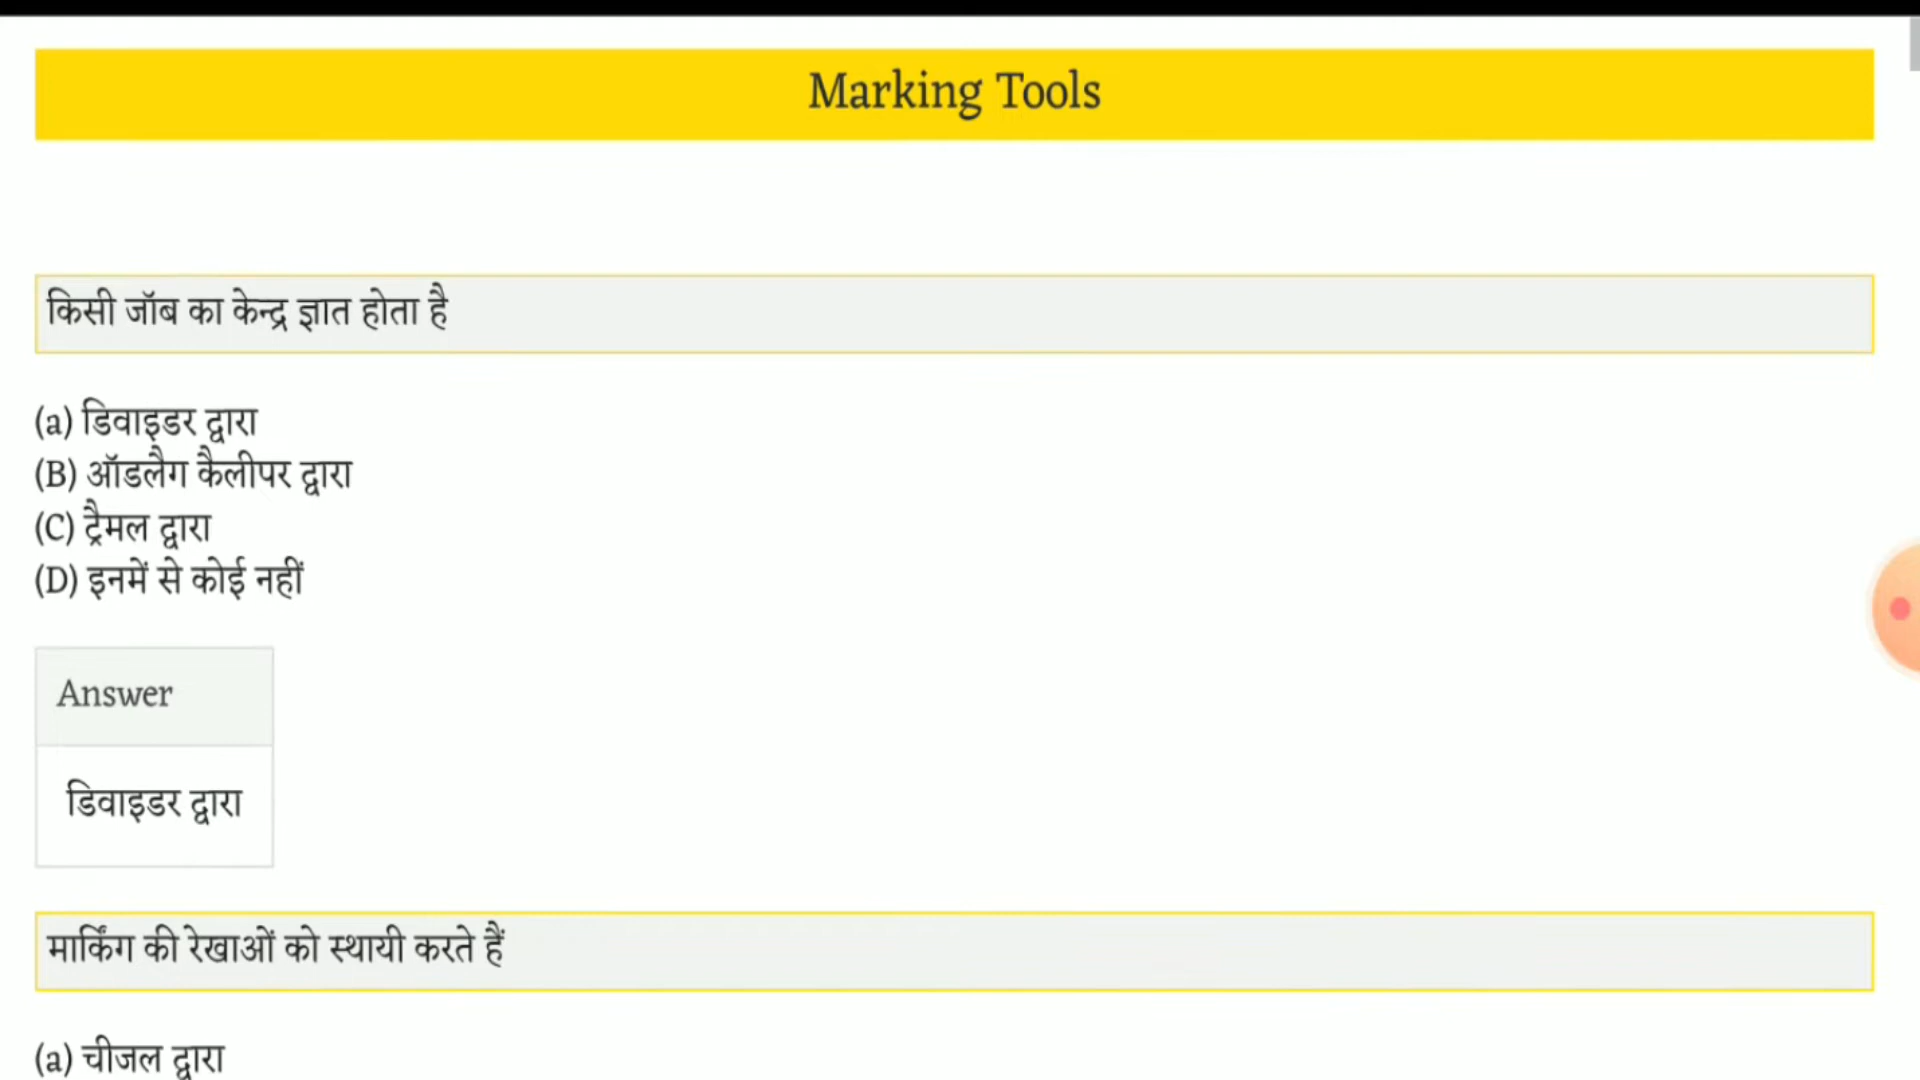 Marking Tools
किसी जॉब का केन्द्र ज्ञात होता है
(a) डिवाइडर द्वारा
(B) ऑडलैग कैलीपर द्वारा
(C) ट्रैमल द्वारा
(D) इनमें से कोई नहीं
Answer
डिवाइडर द्वारा
मार्किंग की रेखाओं को स्थायी करते हैं
(a) चीजल द्वारा